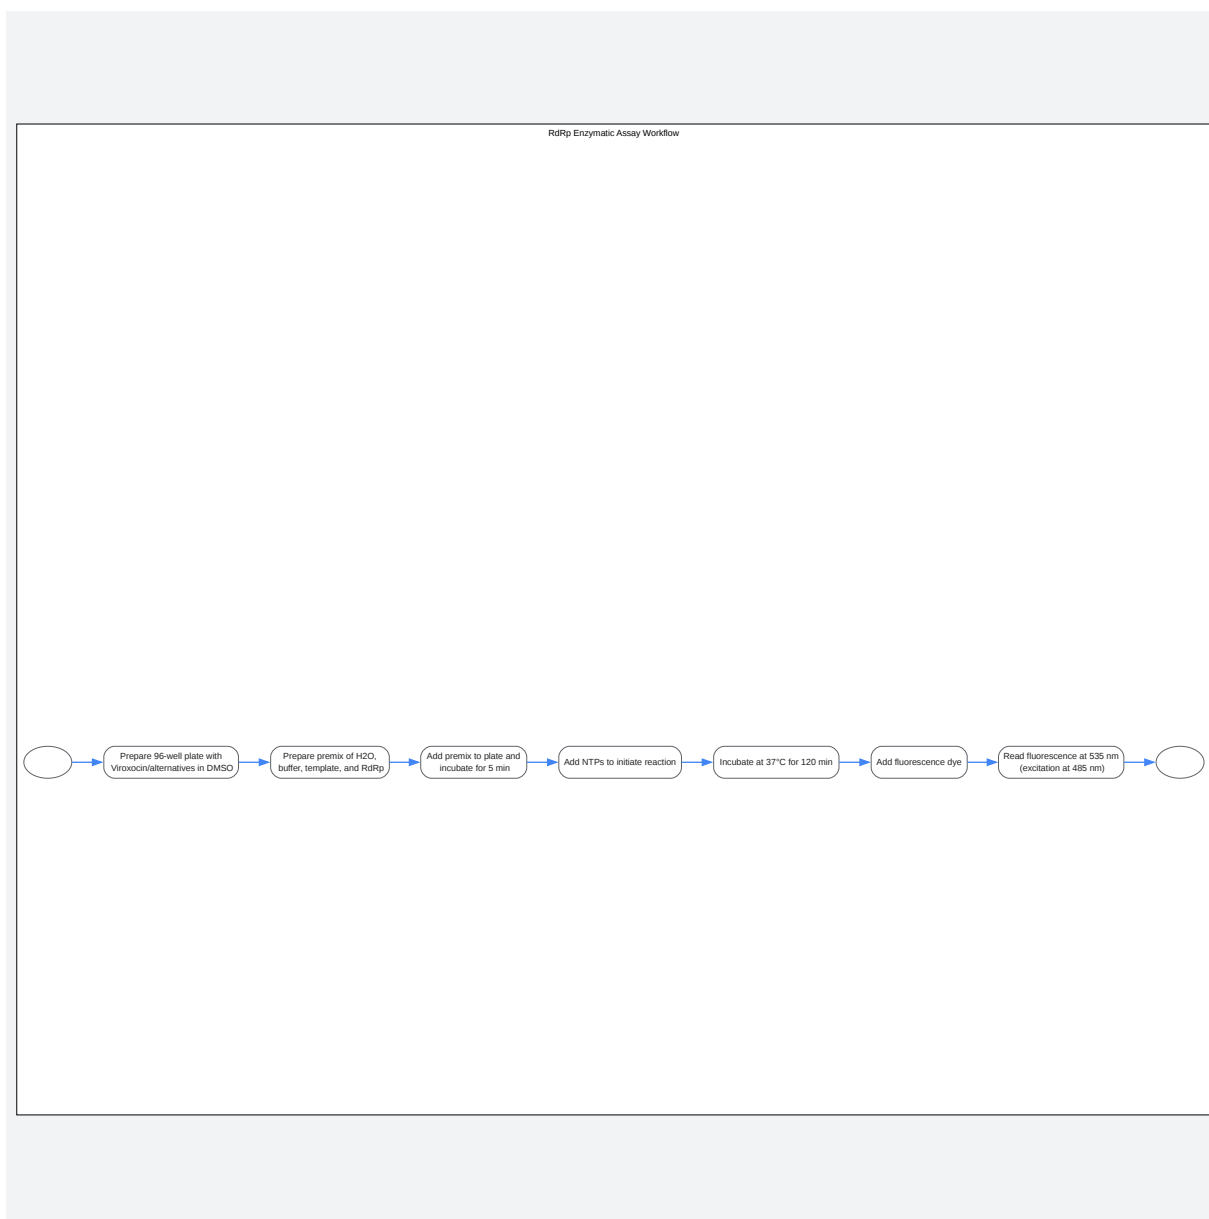 RdRp Enzymatic Assay Workflow
Prepare 96-well plate with
Viroxocin/alternatives in DMSO
Prepare premix of H2O,
buffer, template, and RdRp
Add premix to plate and
incubate for 5 min
Add NTPs to initiate reaction
Incubate at 37°C for 120 min
Add fluorescence dye
Read fluorescence at 535 nm
(excitation at 485 nm)